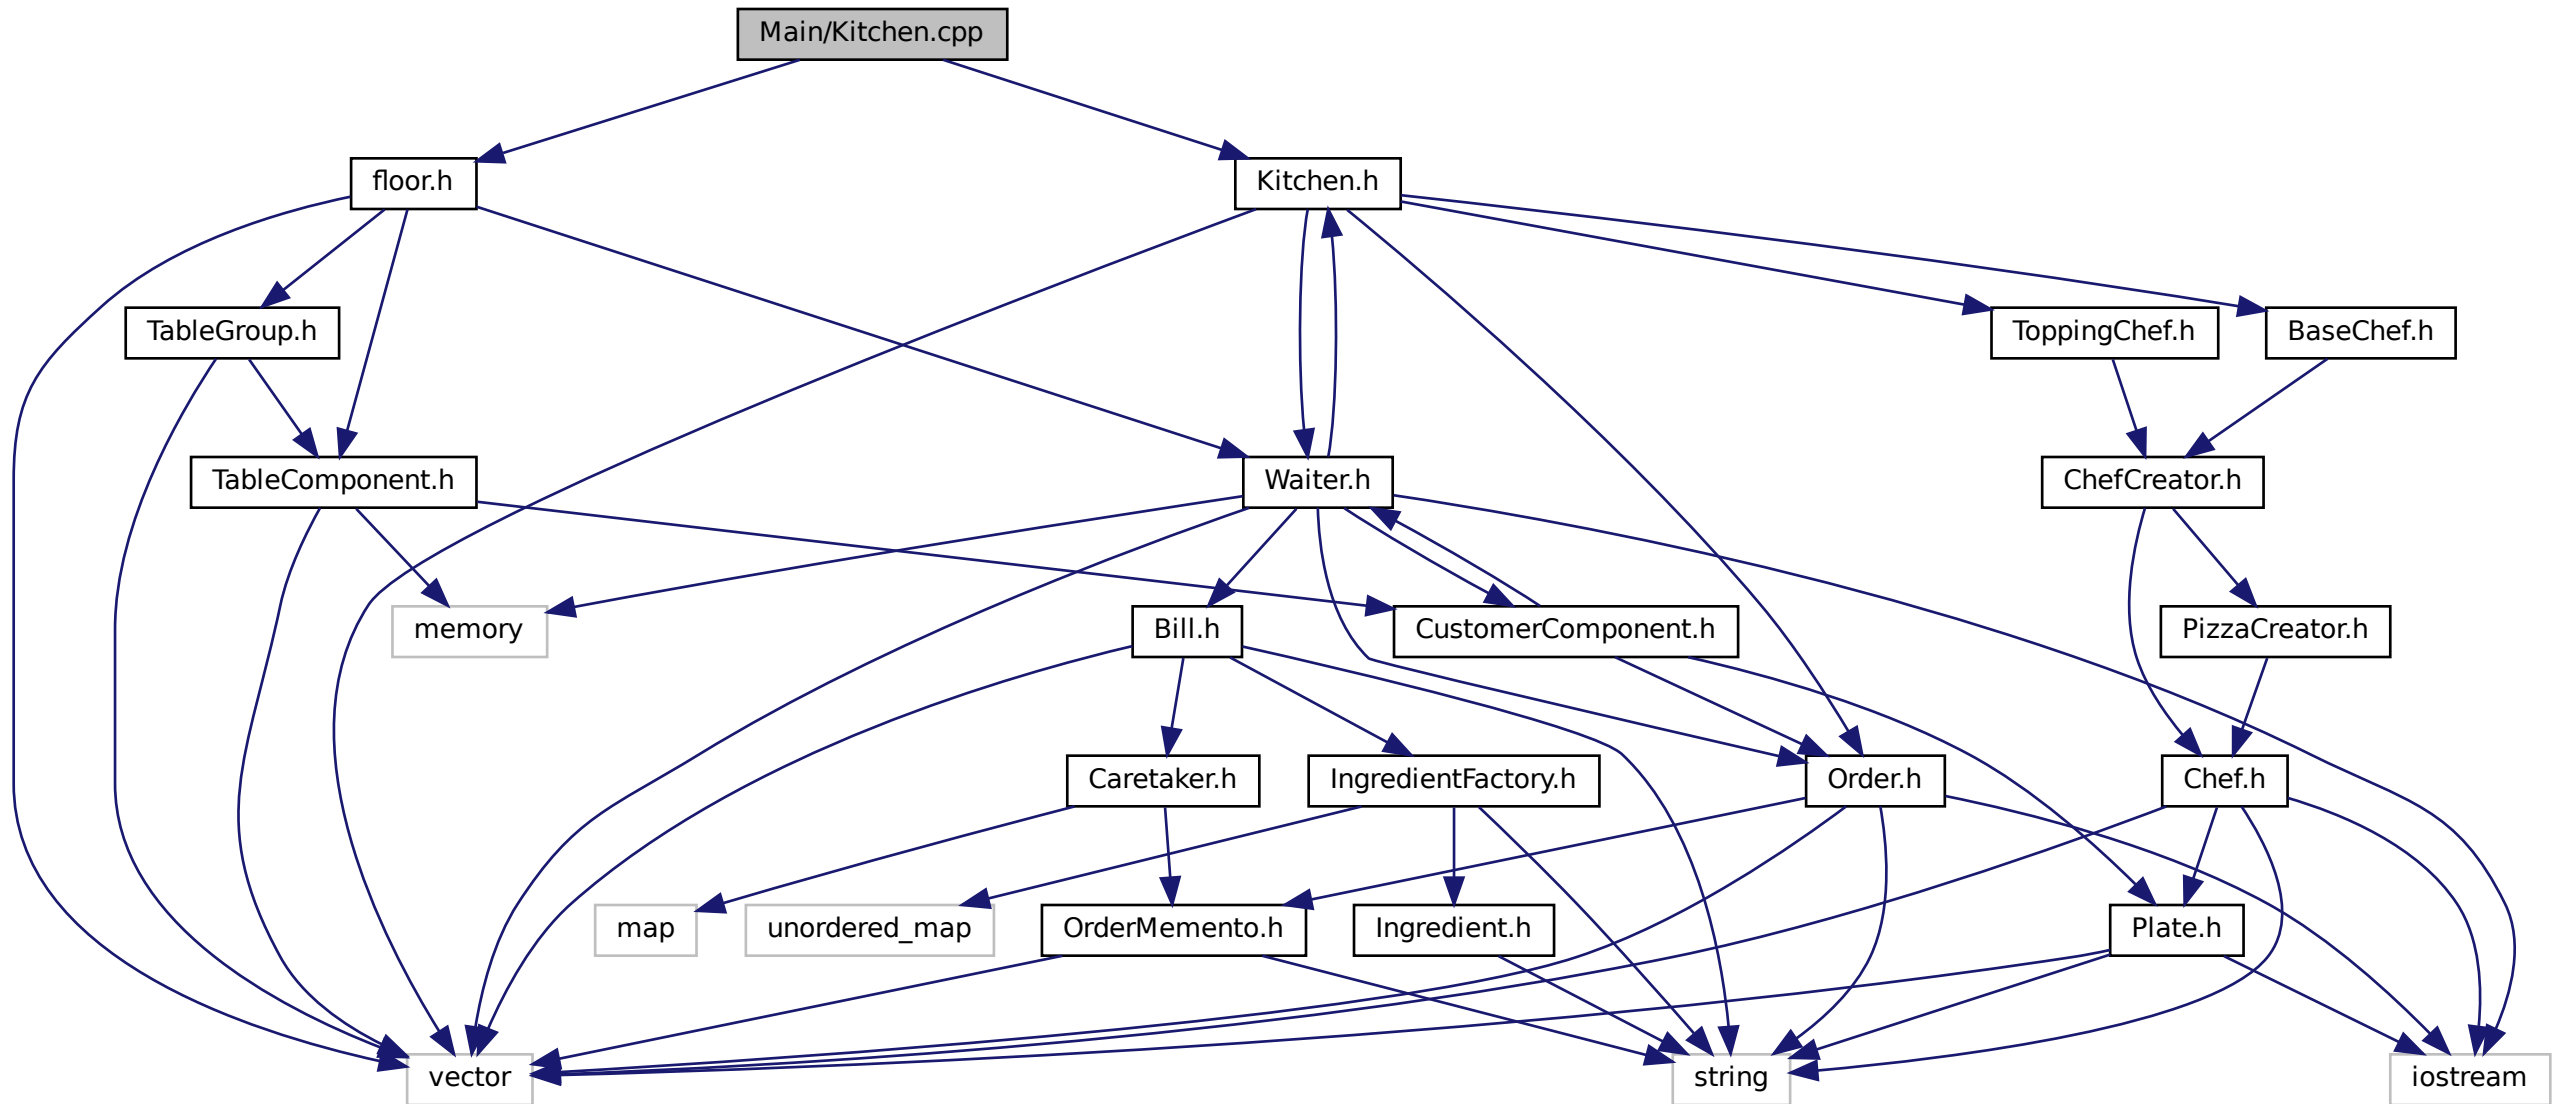 Main/Kitchen.cpp
floor.h
Kitchen.h
TableGroup.h
ToppingChef.h
BaseChef.h
TableComponent.h
Waiter.h
ChefCreator.h
memory
Bill.h
CustomerComponent.h
PizzaCreator.h
Caretaker.h
IngredientFactory.h
Order.h
Chef.h
map
unordered_map
OrderMemento.h
Ingredient.h
Plate.h
vector
string
iostream